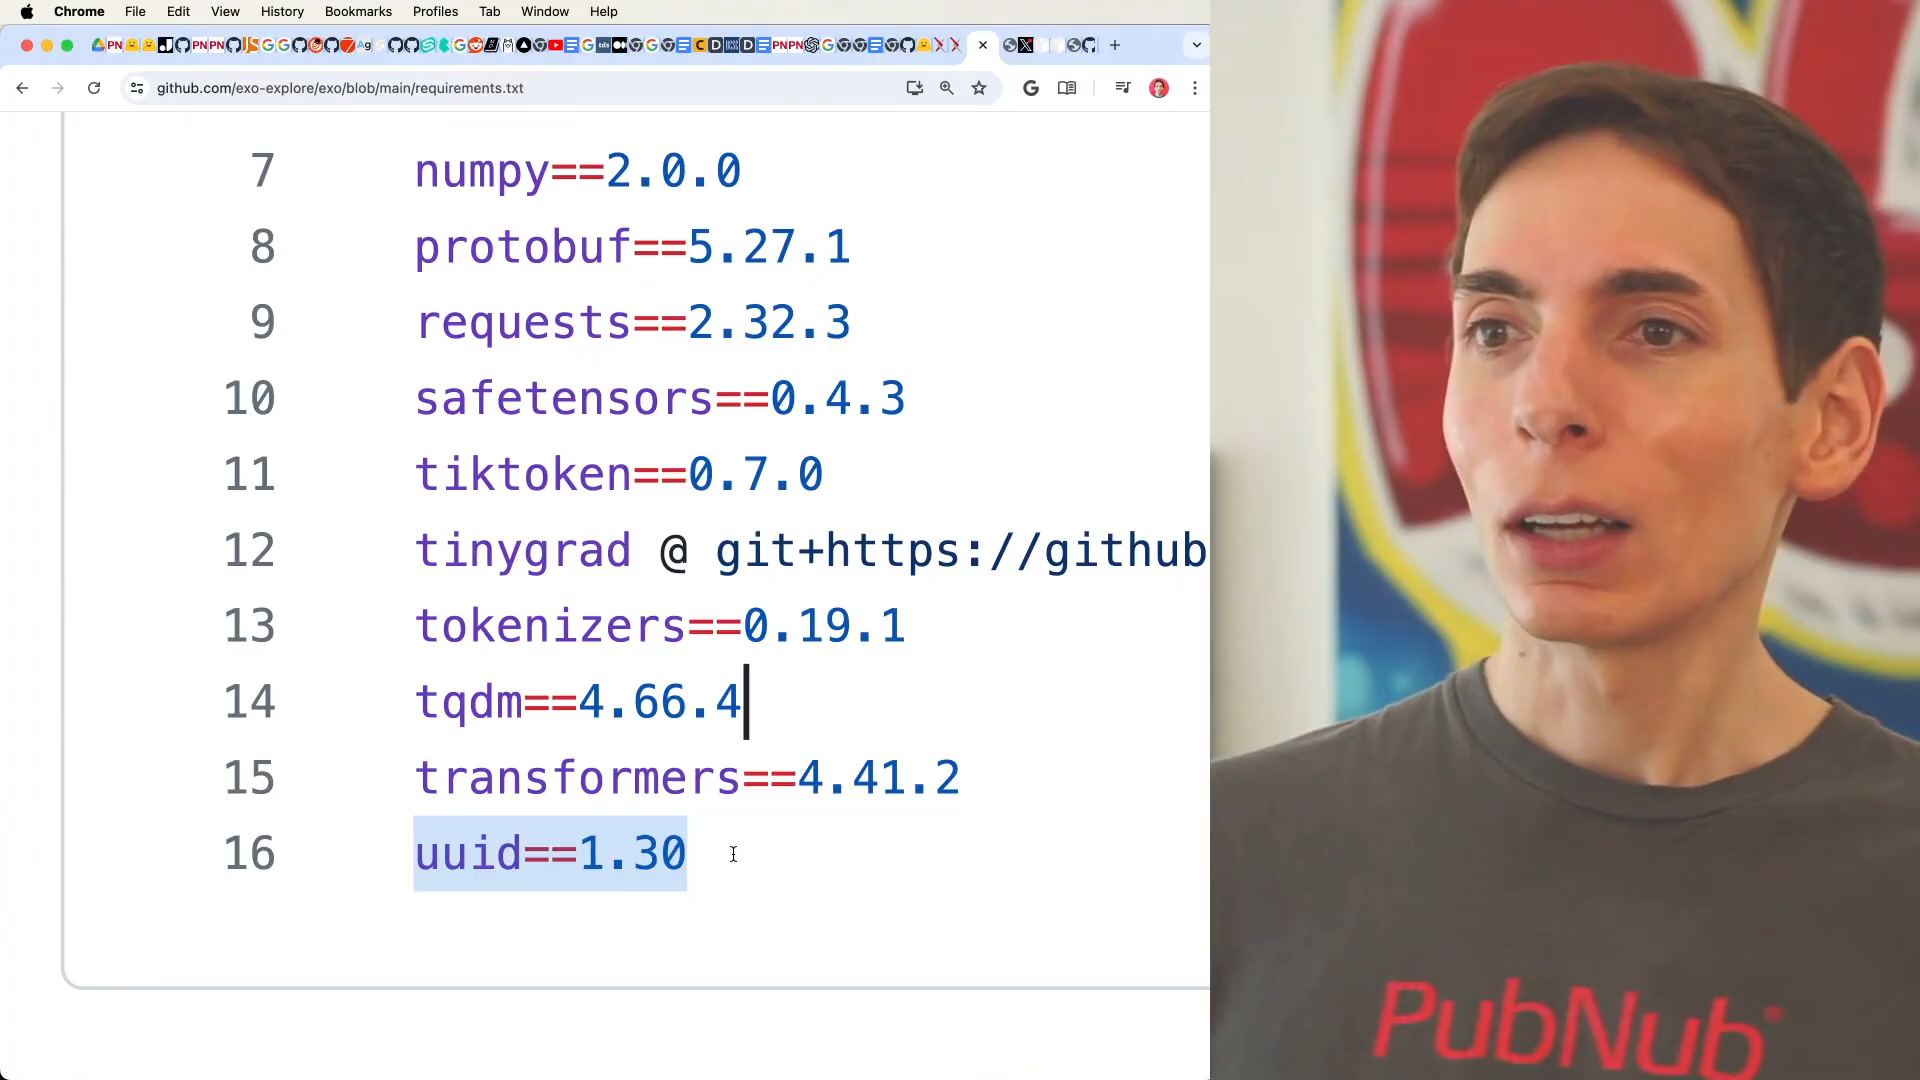 Chrome File Edit View History Bookmarks Profiles Tab Window Help
github.com/exo-explore/exo/blob/main/requirements.txt
7 numpy==2.0.0
8 protobuf==5.27.1
9 requests==2.32.3
10 safetensors==0.4.3
11 tiktoken==0.7.0
12 tinygrad @ git+https://github
13 tokenizers==0.19.1
14 tqdm==4.66.4
15 transformers==4.41.2
16 uuid==1.30
PubNub